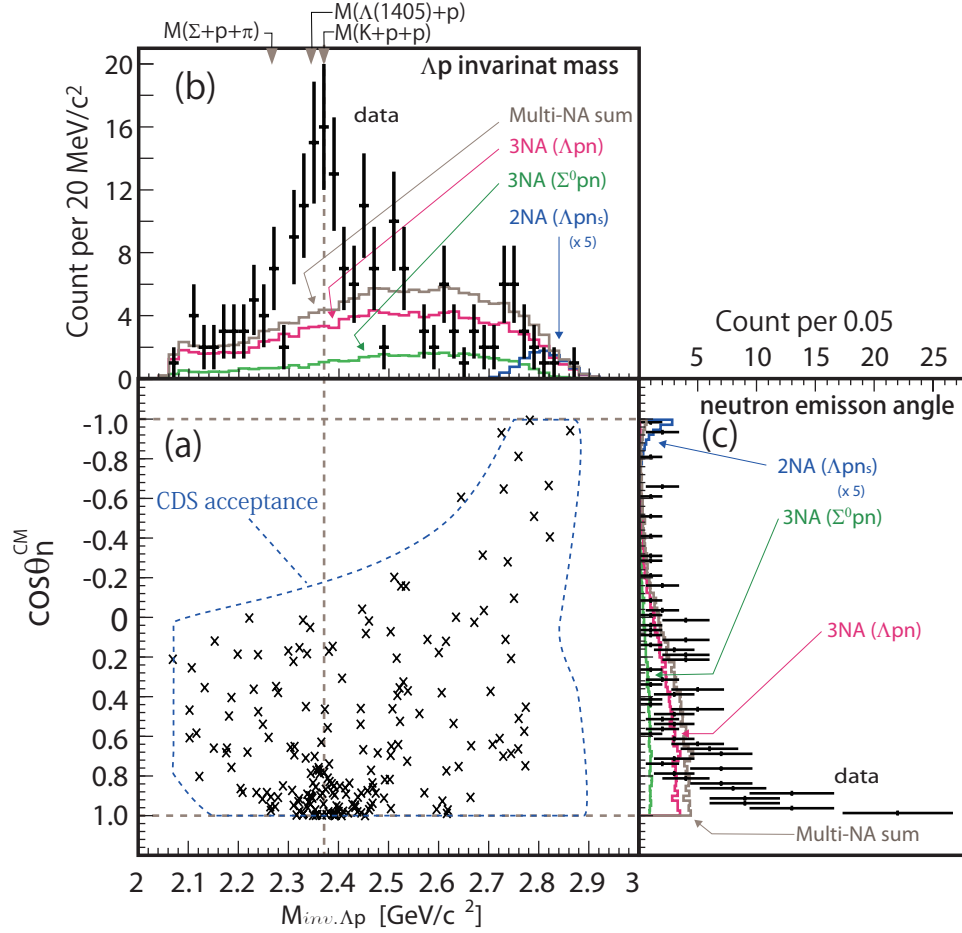 M(Λ(1405)+p)
M(Σ+p+π)
M(K+p+p)
(b)
Λp invarinat mass
data
Multi-NA sum
3NA (Λpn)
3NA (Σ⁰pn)
2NA (Λpnₛ)
(x 5)
Count per 20 MeV/c²
20
16
12
8
4
0
Count per 0.05
5 10 15 20 25
(a)
CDS acceptance
cosθₙᶜᴹ
-1.0
-0.8
-0.6
-0.4
-0.2
0
0.2
0.4
0.6
0.8
1.0
neutron emisson angle
(c)
2NA (Λpnₛ)
(x 5)
3NA (Σ⁰pn)
3NA (Λpn)
data
Multi-NA sum
2 2.1 2.2 2.3 2.4 2.5 2.6 2.7 2.8 2.9 3
M inv.Λp [GeV/c ²]